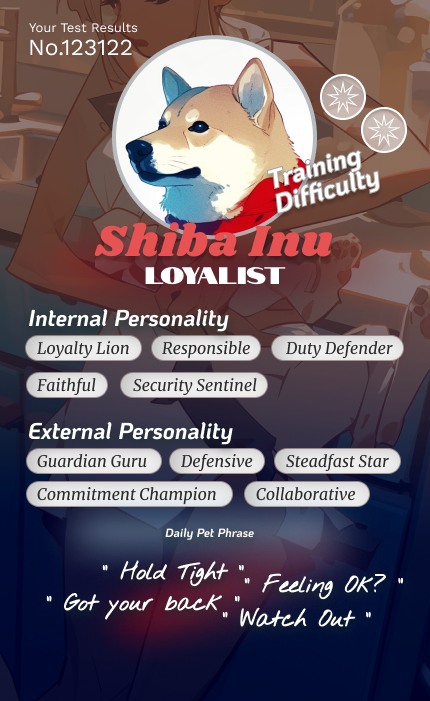 Your Test Results
No.123122
Training
Difficulty
Shiba Inu
LOYALIST
Internal Personality
Loyalty Lion Responsible Duty Defender
Faithful Security Sentinel
External Personality
Guardian Guru Defensive Steadfast Star
Commitment Champion Collaborative
Daily Pet Phrase
" Hold Tight "
" Feeling OK? "
" Got your back "
" Watch Out "